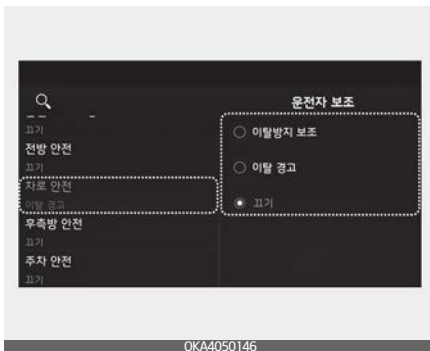 운전자 보조
끄기
전방 안전
끄기
차로 안전
이탈 경고
후측방 안전
끄기
주차 안전
끄기
이탈방지 보조
이탈 경고
끄기
OKA4050146